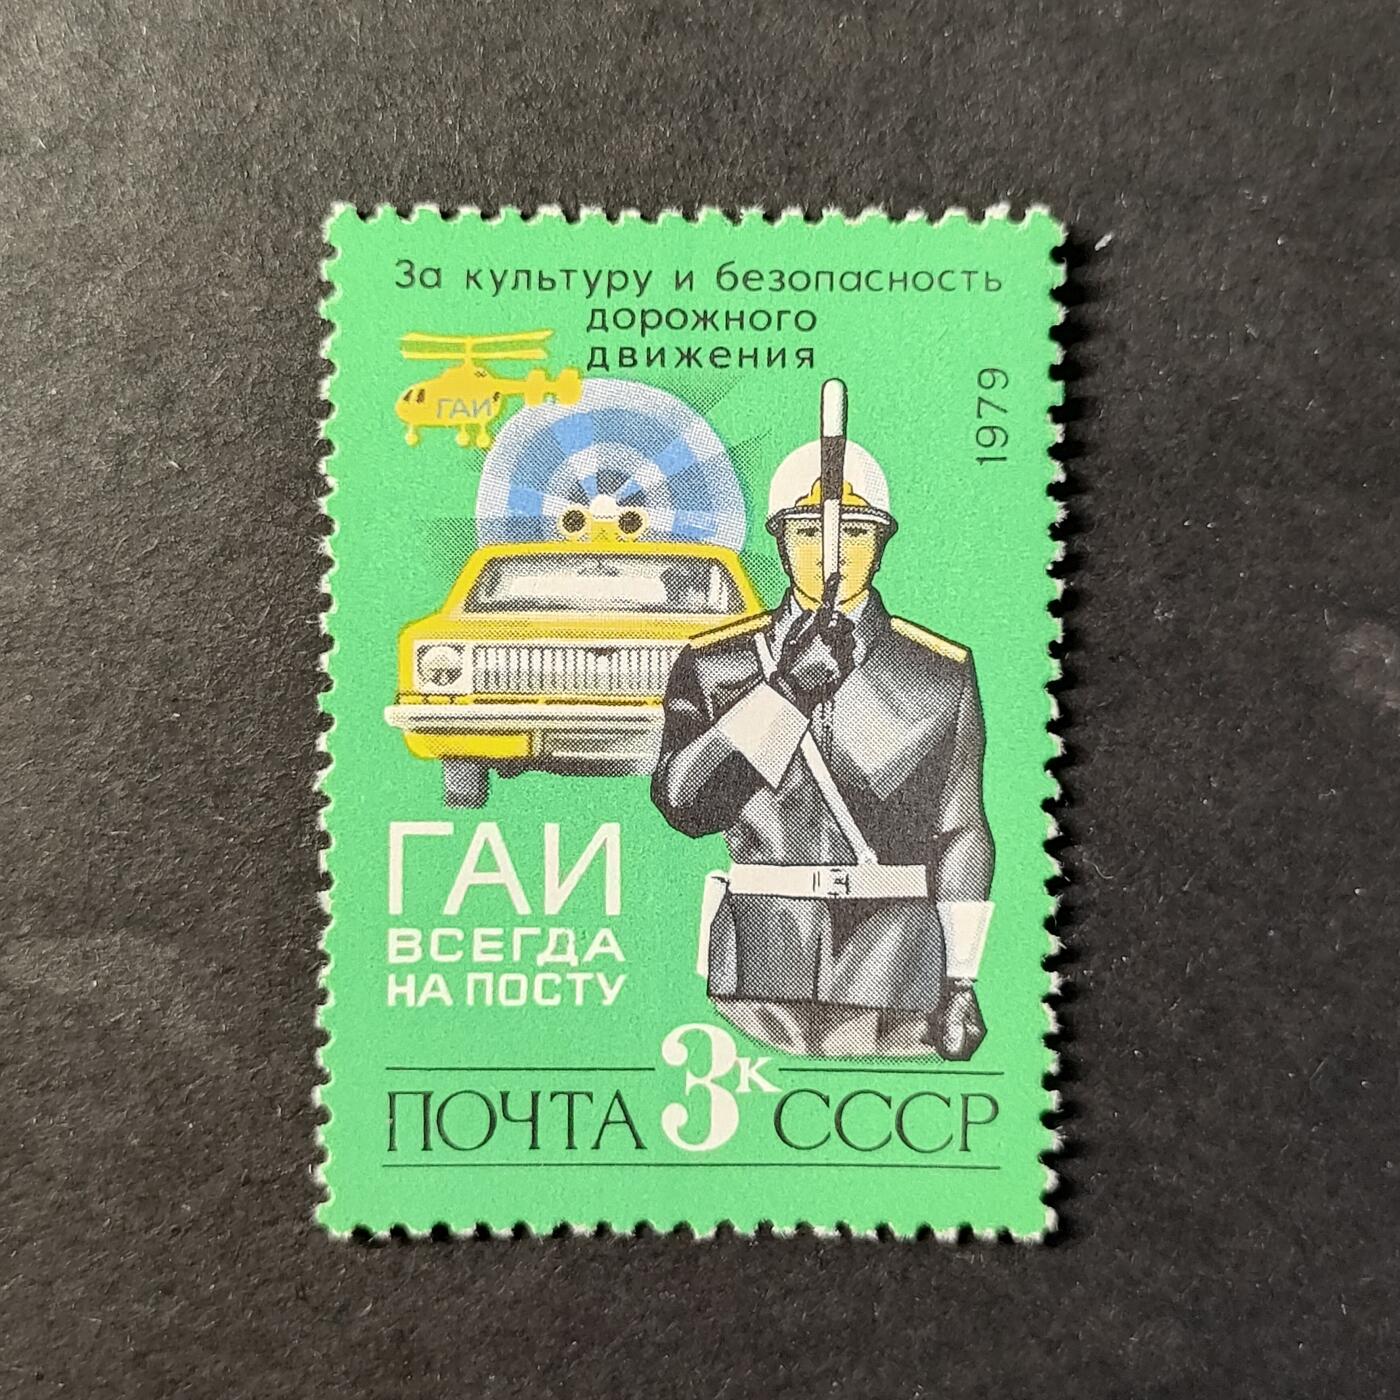 За культуру и безопасность
дорожного
движения
1979
ГАИ
ГАИ
ВСЕГДА
НА ПОСТУ
ПОЧТА 3к СССР